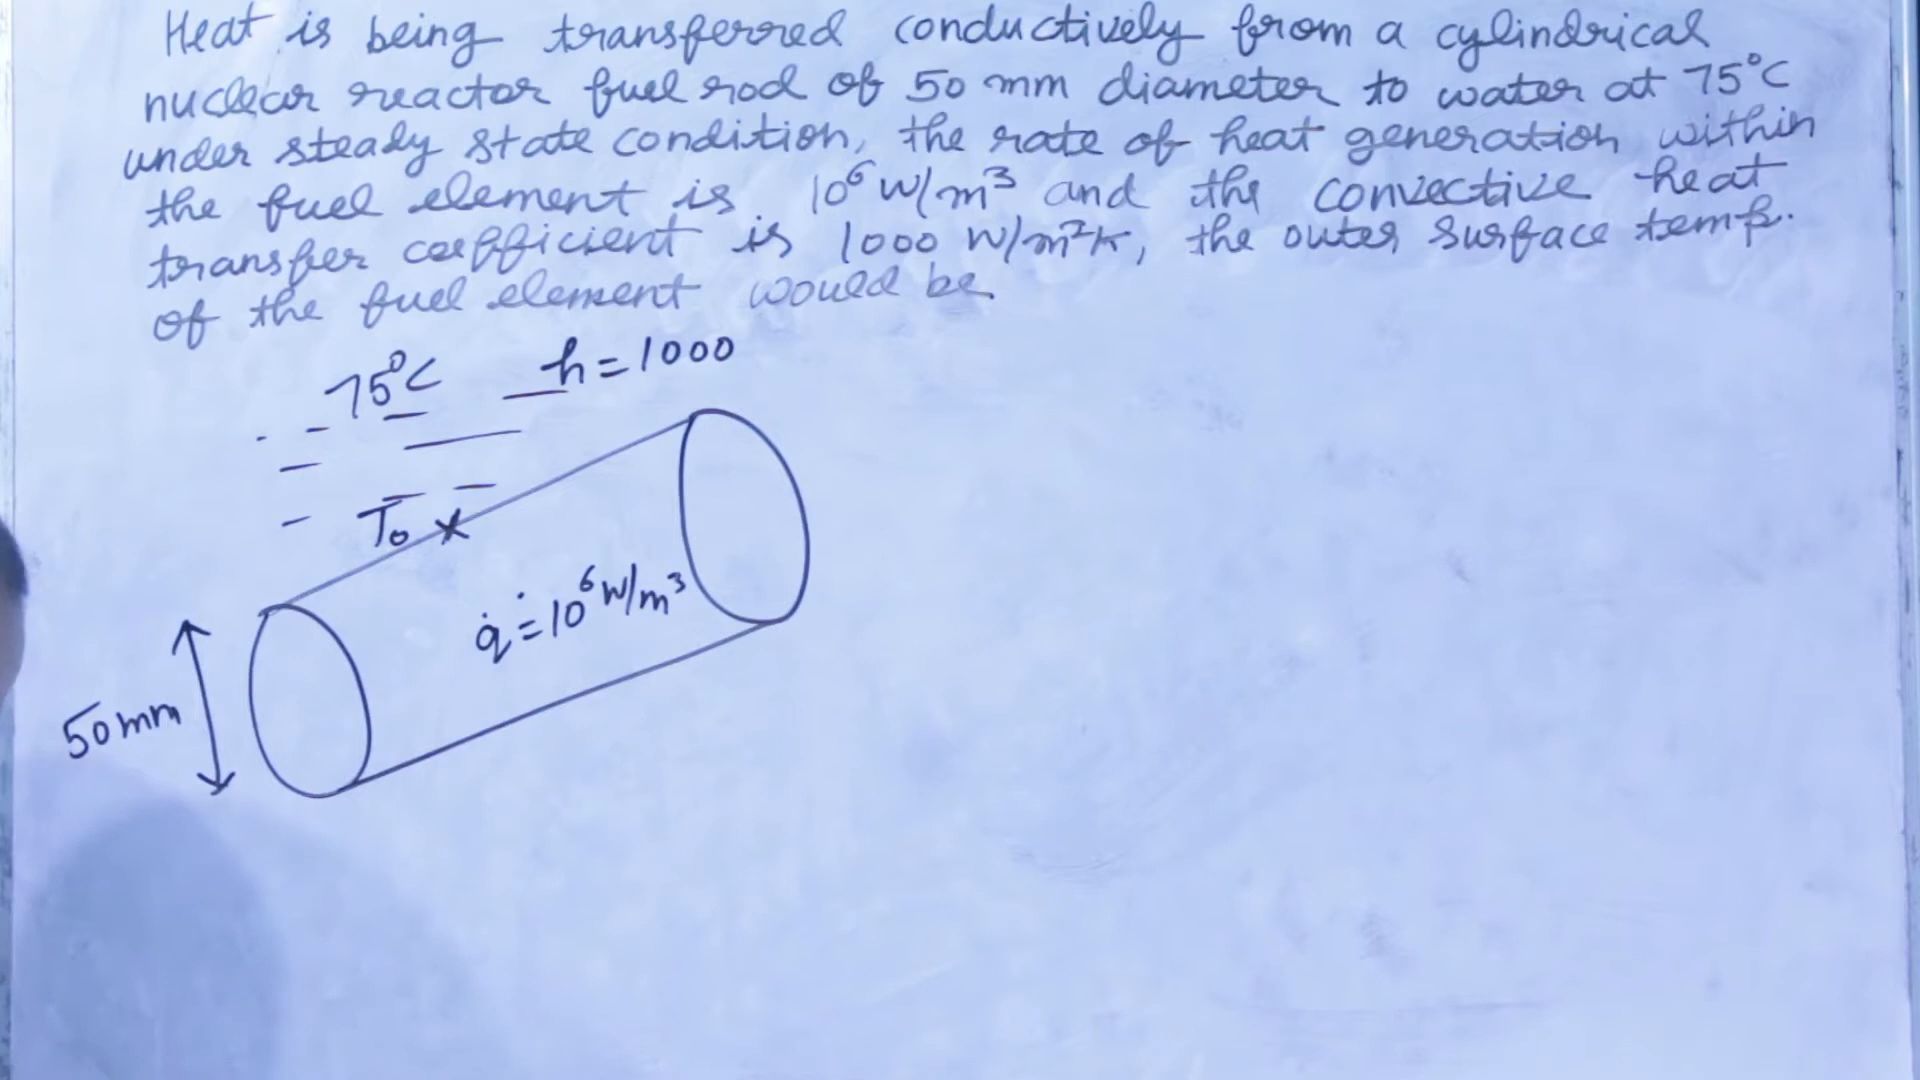 Heat is being transferred conductively from a cylindrical
nuclear reactor fuel rod of 50 mm diameter to water at 75°C
under steady state condition, the rate of heat generation within
the fuel element is 10⁶ W/m³ and the convective heat
transfer coefficient is 1000 W/m²K, the outer surface temp.
of the fuel element would be.
75°C h=1000
T₀
q̇=10⁶ W/m³
50mm